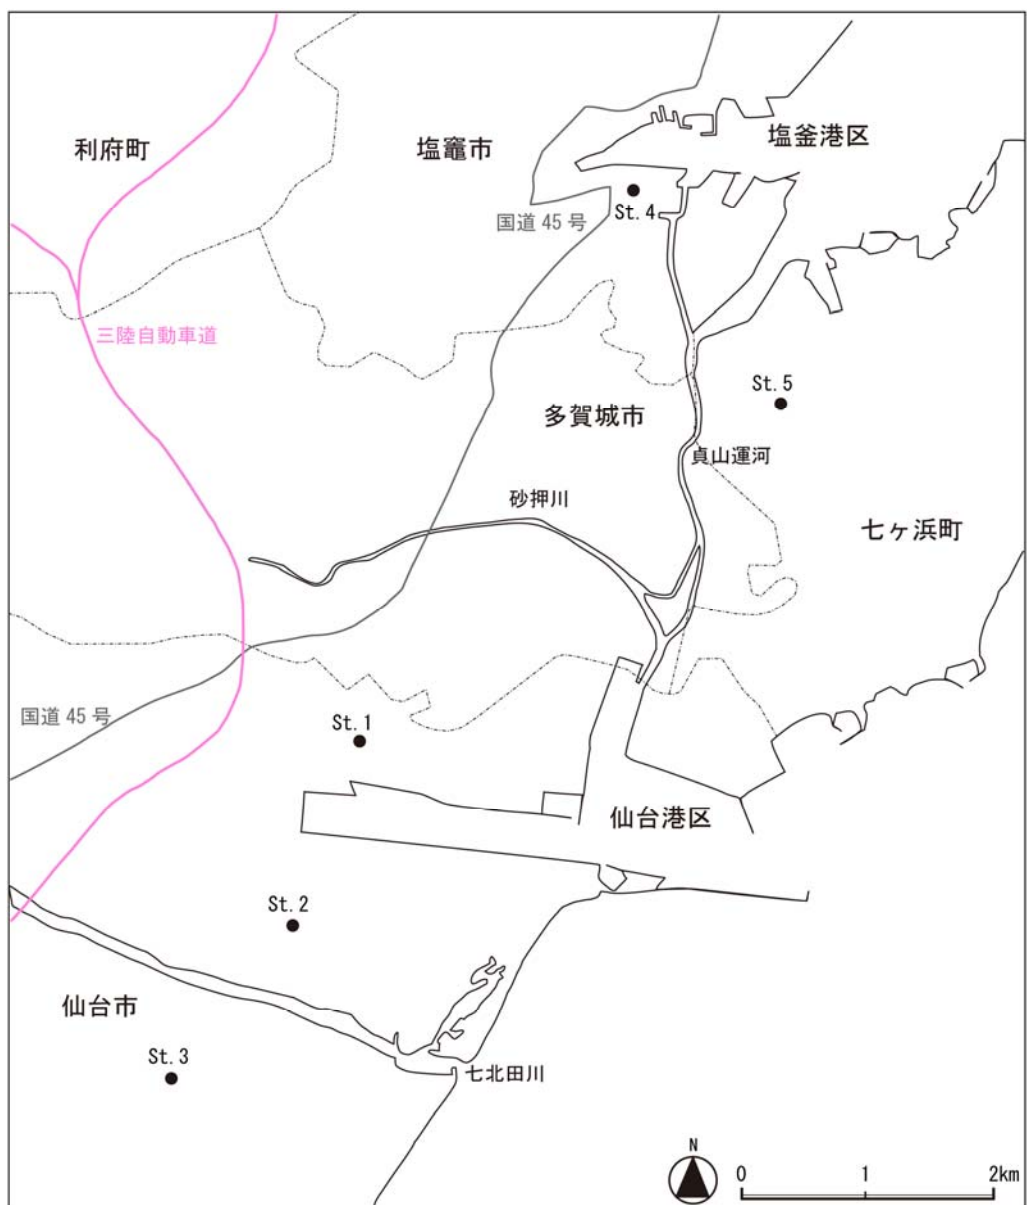 利府町
塩竈市
塩釜港区
St. 4
国道 45 号
三陸自動車道
St. 5
多賀城市
貞山運河
砂押川
七ヶ浜町
国道 45 号
St. 1
仙台港区
St. 2
仙台市
St. 3
七北田川
N
0 1 2km